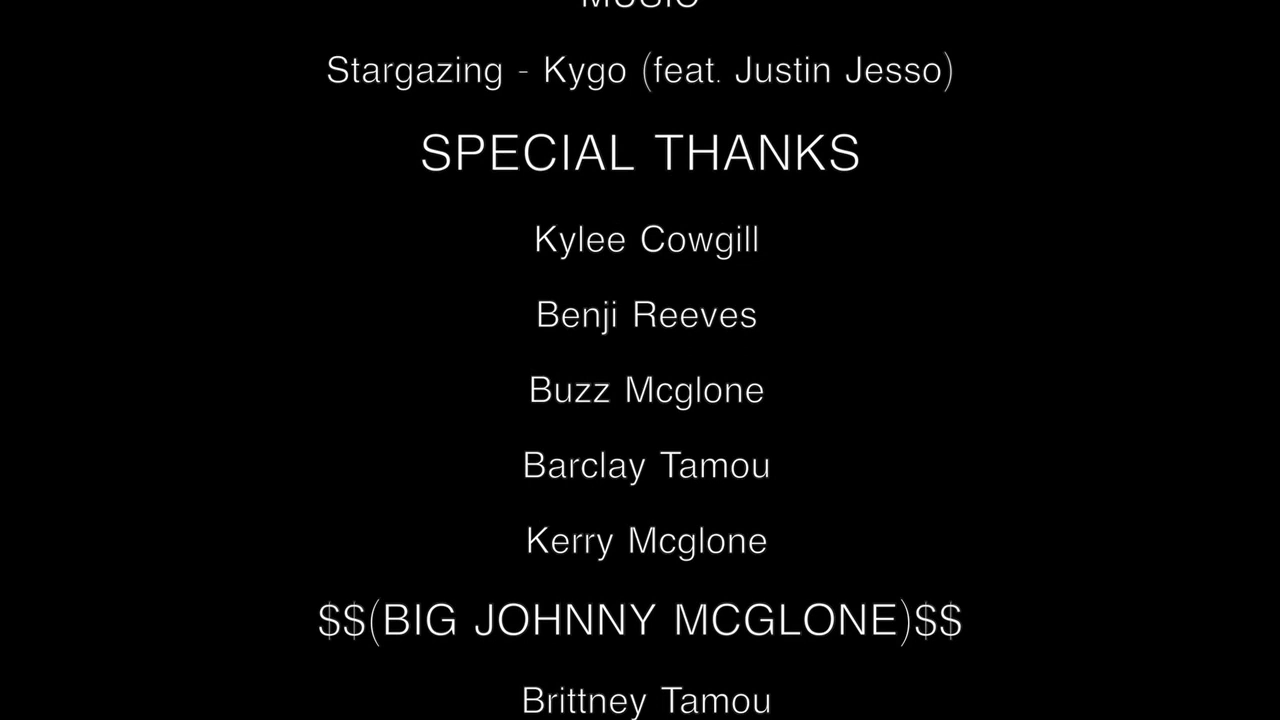 MUSIC
Stargazing - Kygo (feat. Justin Jesso)
SPECIAL THANKS
Kylee Cowgill
Benji Reeves
Buzz Mcglone
Barclay Tamou
Kerry Mcglone
$$(BIG JOHNNY MCGLONE)$$
Brittney Tamou